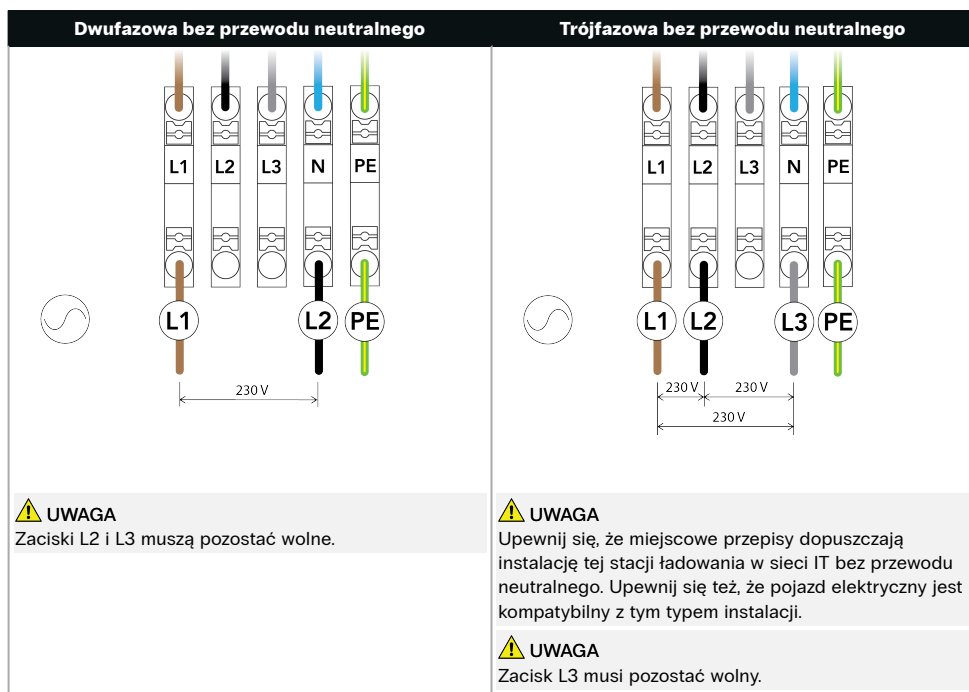 Dwufazowa bez przewodu neutralnego
L1 L2 L3 N PE
L1 L2 PE
230 V
⚠ UWAGA
Zaciski L2 i L3 muszą pozostać wolne.
Trójfazowa bez przewodu neutralnego
L1 L2 L3 N PE
L1 L2 L3 PE
230 V 230 V
230 V
⚠ UWAGA
Upewnij się, że miejscowe przepisy dopuszczają
instalację tej stacji ładowania w sieci IT bez przewodu
neutralnego. Upewnij się też, że pojazd elektryczny jest
kompatybilny z tym typem instalacji.
⚠ UWAGA
Zacisk L3 musi pozostać wolny.